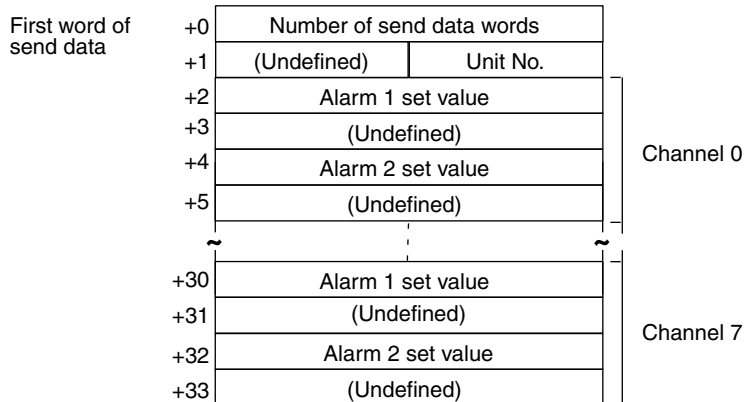 First word of
send data
+0 Number of send data words
+1 (Undefined) Unit No.
+2 Alarm 1 set value
+3 (Undefined)
+4 Alarm 2 set value
+5 (Undefined)
Channel 0
~ ~
+30 Alarm 1 set value
+31 (Undefined)
+32 Alarm 2 set value
+33 (Undefined)
Channel 7